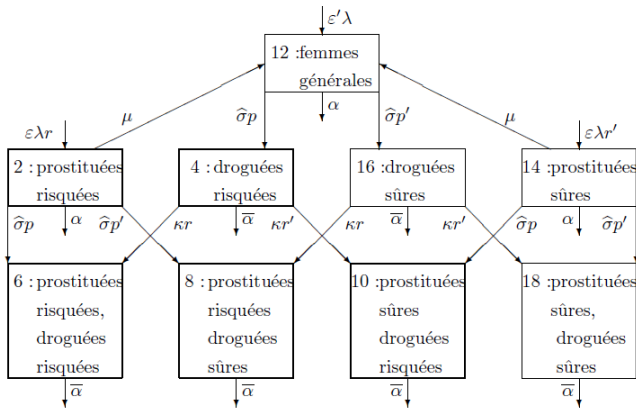 ε′λ
12 :femmes
générales
μ
σ̂p
α
σ̂p′
μ
ελr
ελr′
2 : prostituées
risquées
4 : droguées
risquées
16 :droguées
sûres
14 :prostituées
sûres
σ̂p
α
σ̂p′
κr
α̅
κr′
κr
α̅
κr′
σ̂p
α
σ̂p′
6 : prostituées
risquées,
droguées
risquées
8 : prostituées
risquées
droguées
sûres
10 :prostituées
sûres
droguées
risquées
18 :prostituées
sûres,
droguées
sûres
α̅
α̅
α̅
α̅